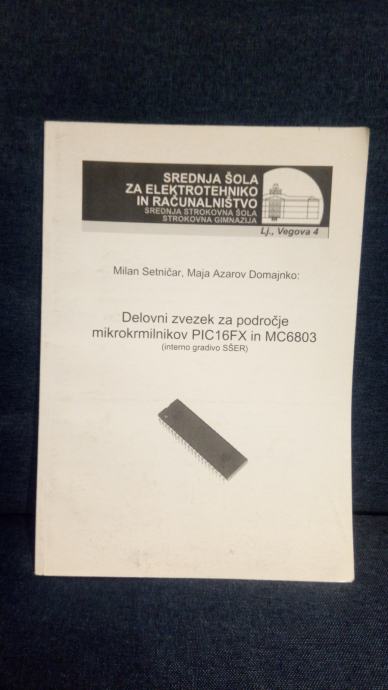 SREDNJA ŠOLA
ZA ELEKTROTEHNIKO
IN RAČUNALNIŠTVO
SREDNJA STROKOVNA ŠOLA
STROKOVNA GIMNAZIJA
Lj., Vegova 4
Milan Setničar, Maja Azarov Domajnko:
Delovni zvezek za področje
mikrokrmilnikov PIC16FX in MC6803
(interno gradivo SŠER)